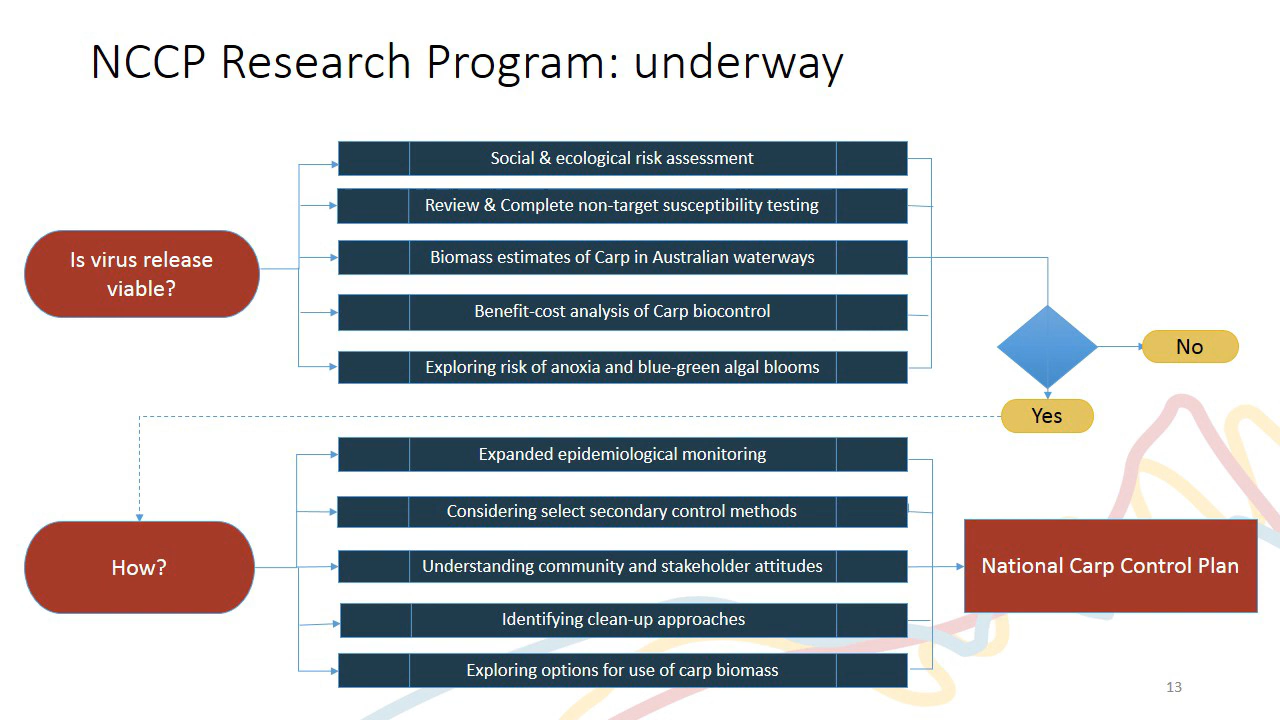 NCCP Research Program: underway
Social & ecological risk assessment
Review & Complete non-target susceptibility testing
Biomass estimates of Carp in Australian waterways
Benefit-cost analysis of Carp biocontrol
Exploring risk of anoxia and blue-green algal blooms
Is virus release
viable?
No
Yes
Expanded epidemiological monitoring
Considering select secondary control methods
Understanding community and stakeholder attitudes
Identifying clean-up approaches
Exploring options for use of carp biomass
How?
National Carp Control Plan
13